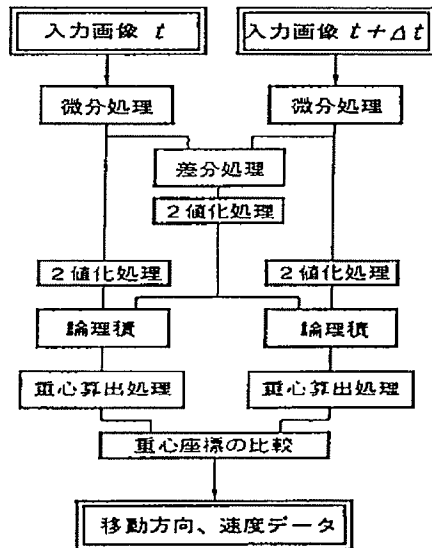 入力画像 t
入力画像 t+Δt
微分処理
微分処理
差分処理
2値化処理
2値化処理
2値化処理
論理積
論理積
重心算出処理
重心算出処理
重心座標の比較
移動方向、速度データ